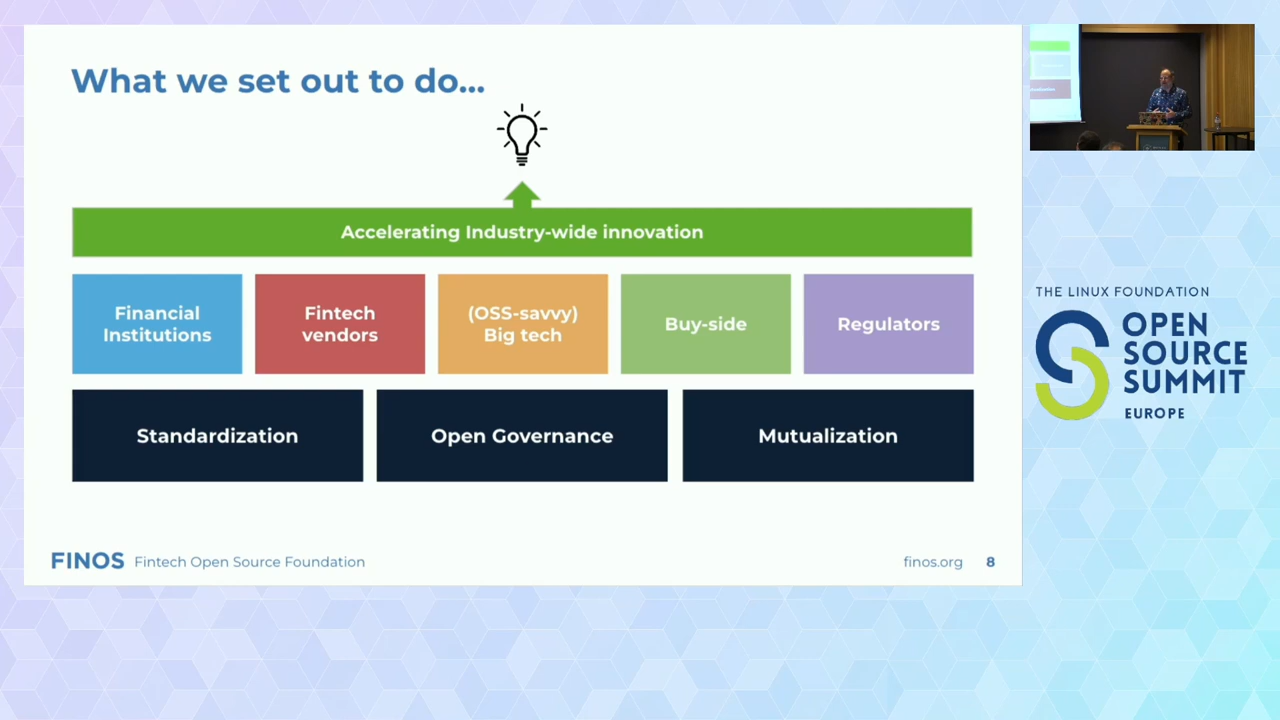 What we set out to do...
Accelerating Industry-wide innovation
Financial
Institutions
Fintech
vendors
(OSS-savvy)
Big tech
Buy-side
Regulators
Standardization
Open Governance
Mutualization
FINOS Fintech Open Source Foundation
finos.org 8
THE LINUX FOUNDATION
OPEN
SOURCE
SUMMIT
EUROPE